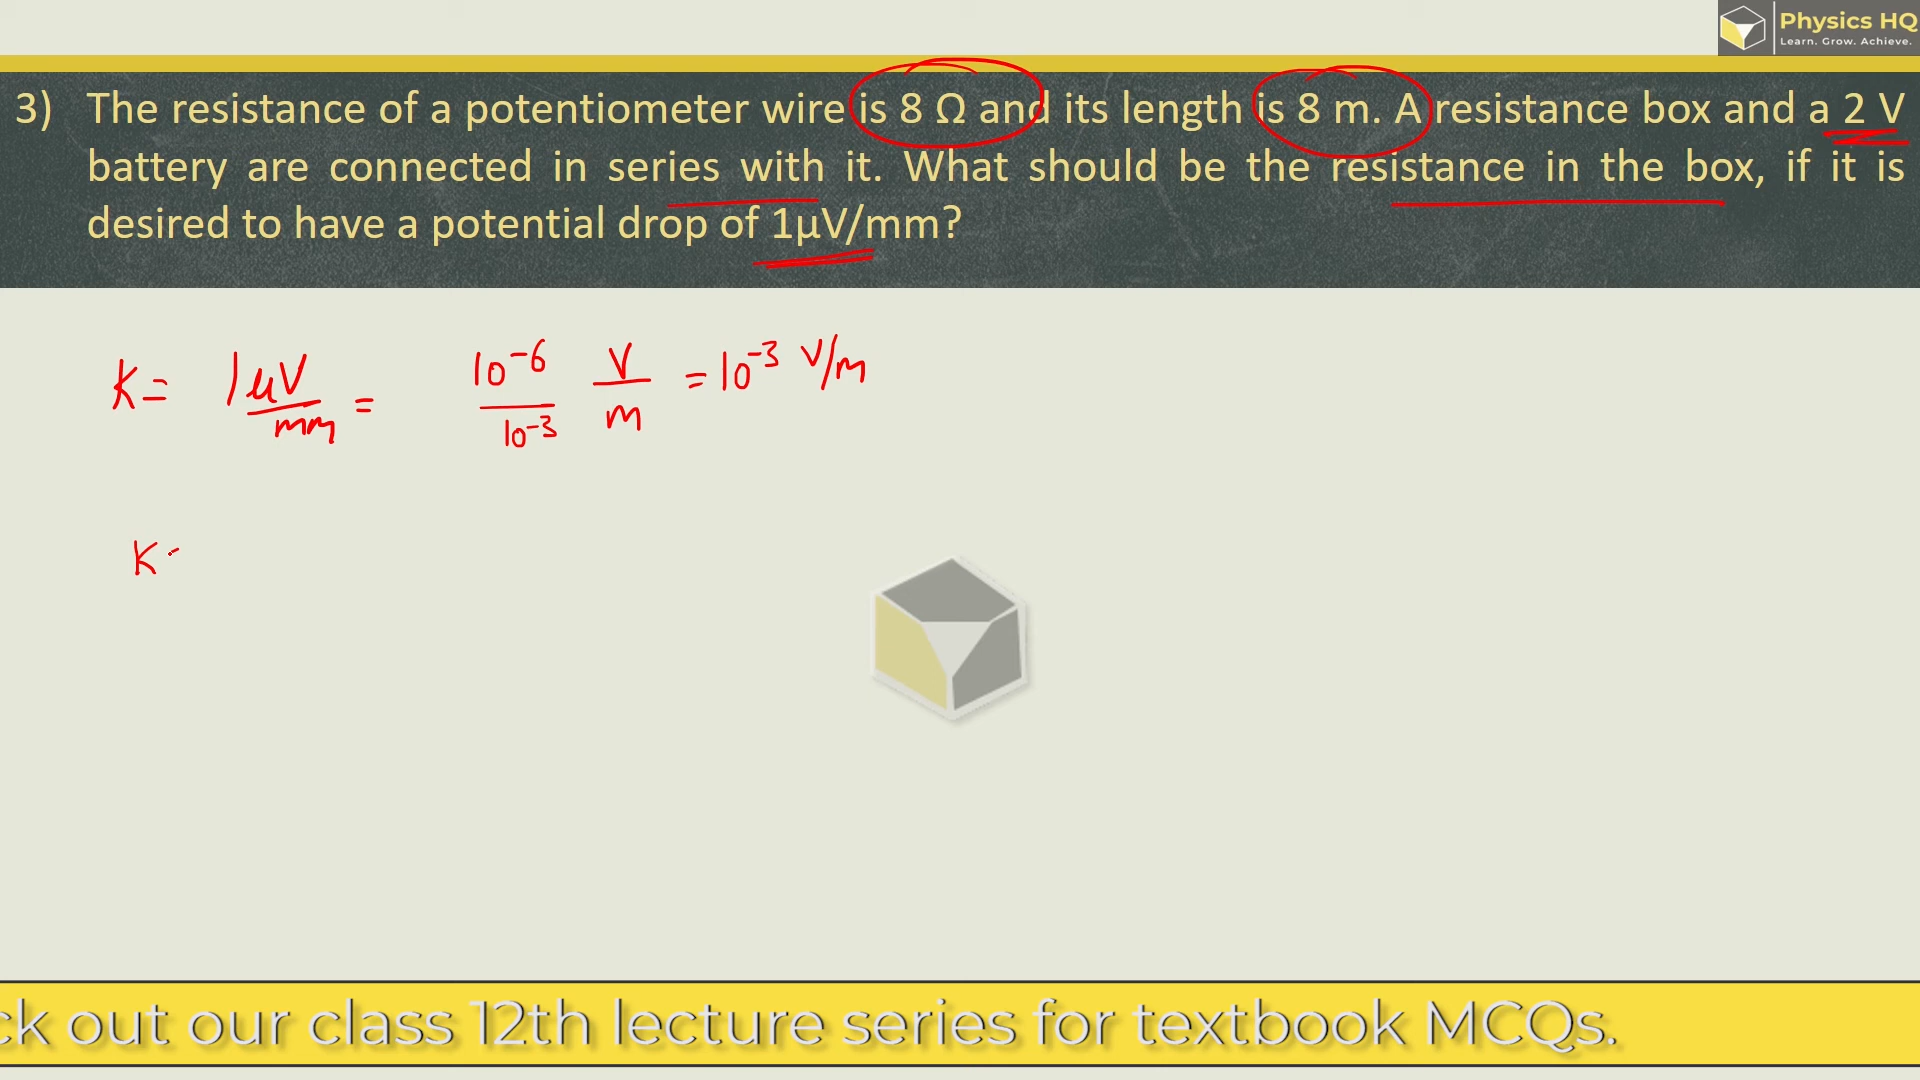 Physics HQ
Learn. Grow. Achieve.
3) The resistance of a potentiometer wire is 8 Ω and its length is 8 m. A resistance box and a 2 V
battery are connected in series with it. What should be the resistance in the box, if it is
desired to have a potential drop of 1μV/mm?
K = 1μV/mm = 10⁻⁶/10⁻³ V/m = 10⁻³ V/m
K -
ck out our class 12th lecture series for textbook MCQs.